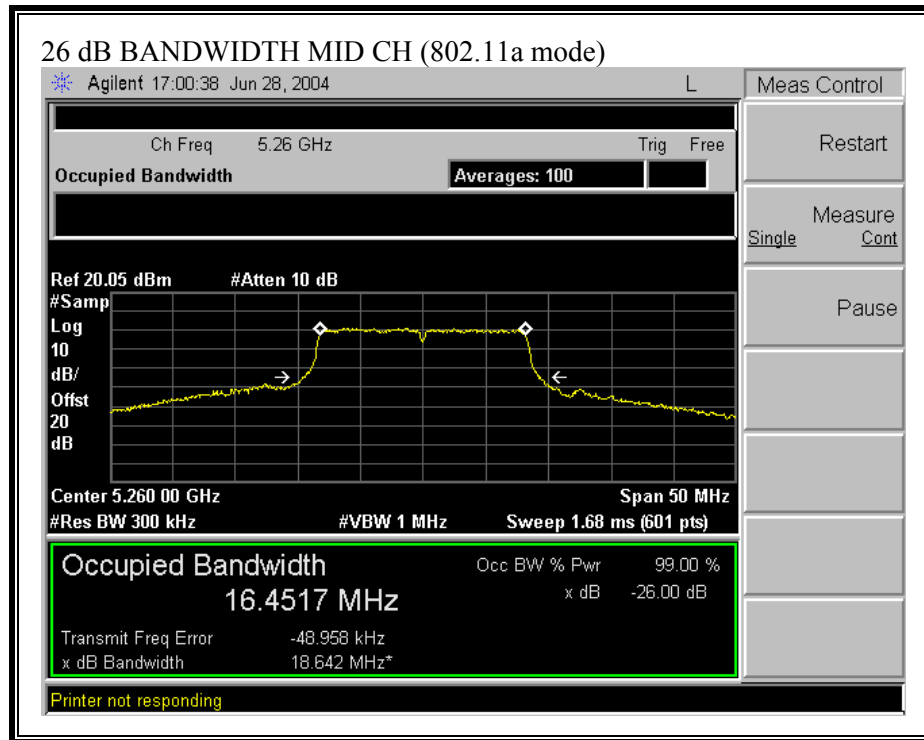 26 dB BANDWIDTH MID CH (802.11a mode)
Agilent 17:00:38 Jun 28, 2004 L
Meas Control
Ch Freq 5.26 GHz Trig Free
Occupied Bandwidth Averages: 100
Restart
Measure
Single Cont
Pause
Ref 20.05 dBm #Atten 10 dB
#Samp
Log
10
dB/
Offst
20
dB
Center 5.260 00 GHz Span 50 MHz
#Res BW 300 kHz #VBW 1 MHz Sweep 1.68 ms (601 pts)
Occupied Bandwidth Occ BW % Pwr 99.00 %
16.4517 MHz x dB -26.00 dB
Transmit Freq Error -48.958 kHz
x dB Bandwidth 18.642 MHz*
Printer not responding